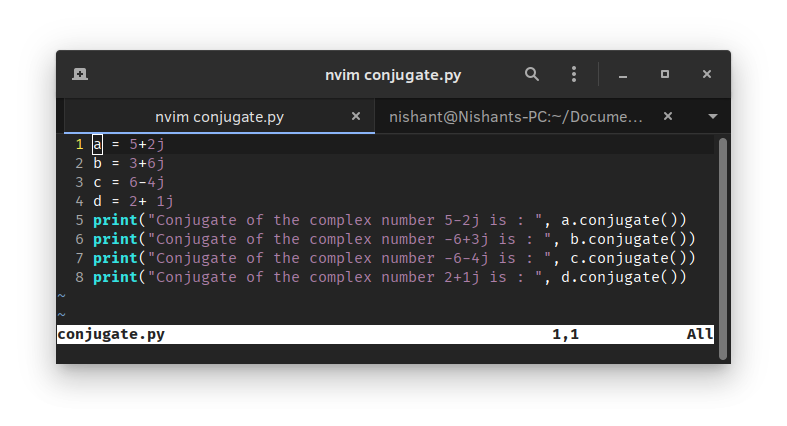 nvim conjugate.py
nvim conjugate.py
nishant@Nishants-PC:~/Docume...
1 a = 5+2j
2 b = 3+6j
3 c = 6-4j
4 d = 2+ 1j
5 print("Conjugate of the complex number 5-2j is : ", a.conjugate())
6 print("Conjugate of the complex number -6+3j is : ", b.conjugate())
7 print("Conjugate of the complex number -6-4j is : ", c.conjugate())
8 print("Conjugate of the complex number 2+1j is : ", d.conjugate())
~
~
conjugate.py 1,1 All